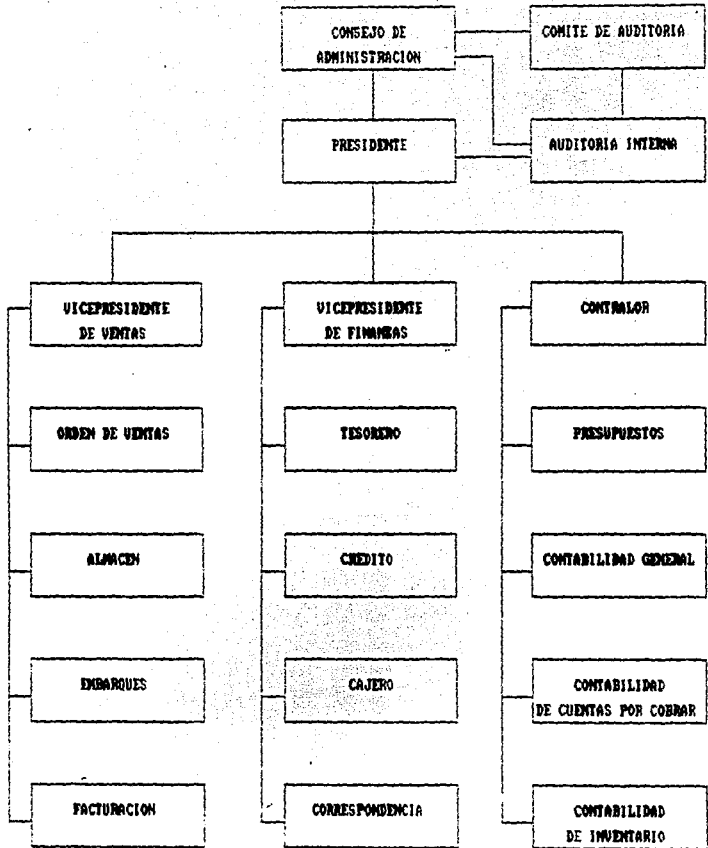 CONSEJO DE
ADMINISTRACION
COMITE DE AUDITORIA
PRESIDENTE
AUDITORIA INTERNA
VICEPRESIDENTE
DE VENTAS
VICEPRESIDENTE
DE FINANZAS
CONTRALOR
ORDEN DE VENTAS
TESORERO
PRESUPUESTOS
ALMACEN
CREDITO
CONTABILIDAD GENERAL
EMBARQUES
CAJERO
CONTABILIDAD
DE CUENTAS POR COBRAR
FACTURACION
CORRESPONDENCIA
CONTABILIDAD
DE INVENTARIO